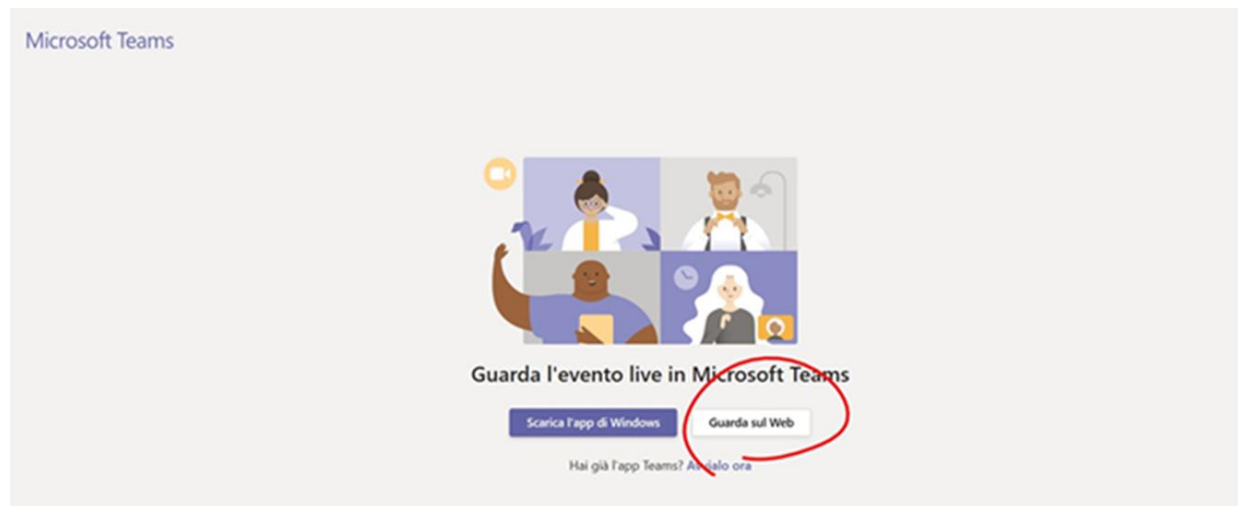 Microsoft Teams
Guarda l'evento live in Microsoft Teams
Scarica l'app di Windows
Guarda sul Web
Hai già l'app Teams? Avvialo ora